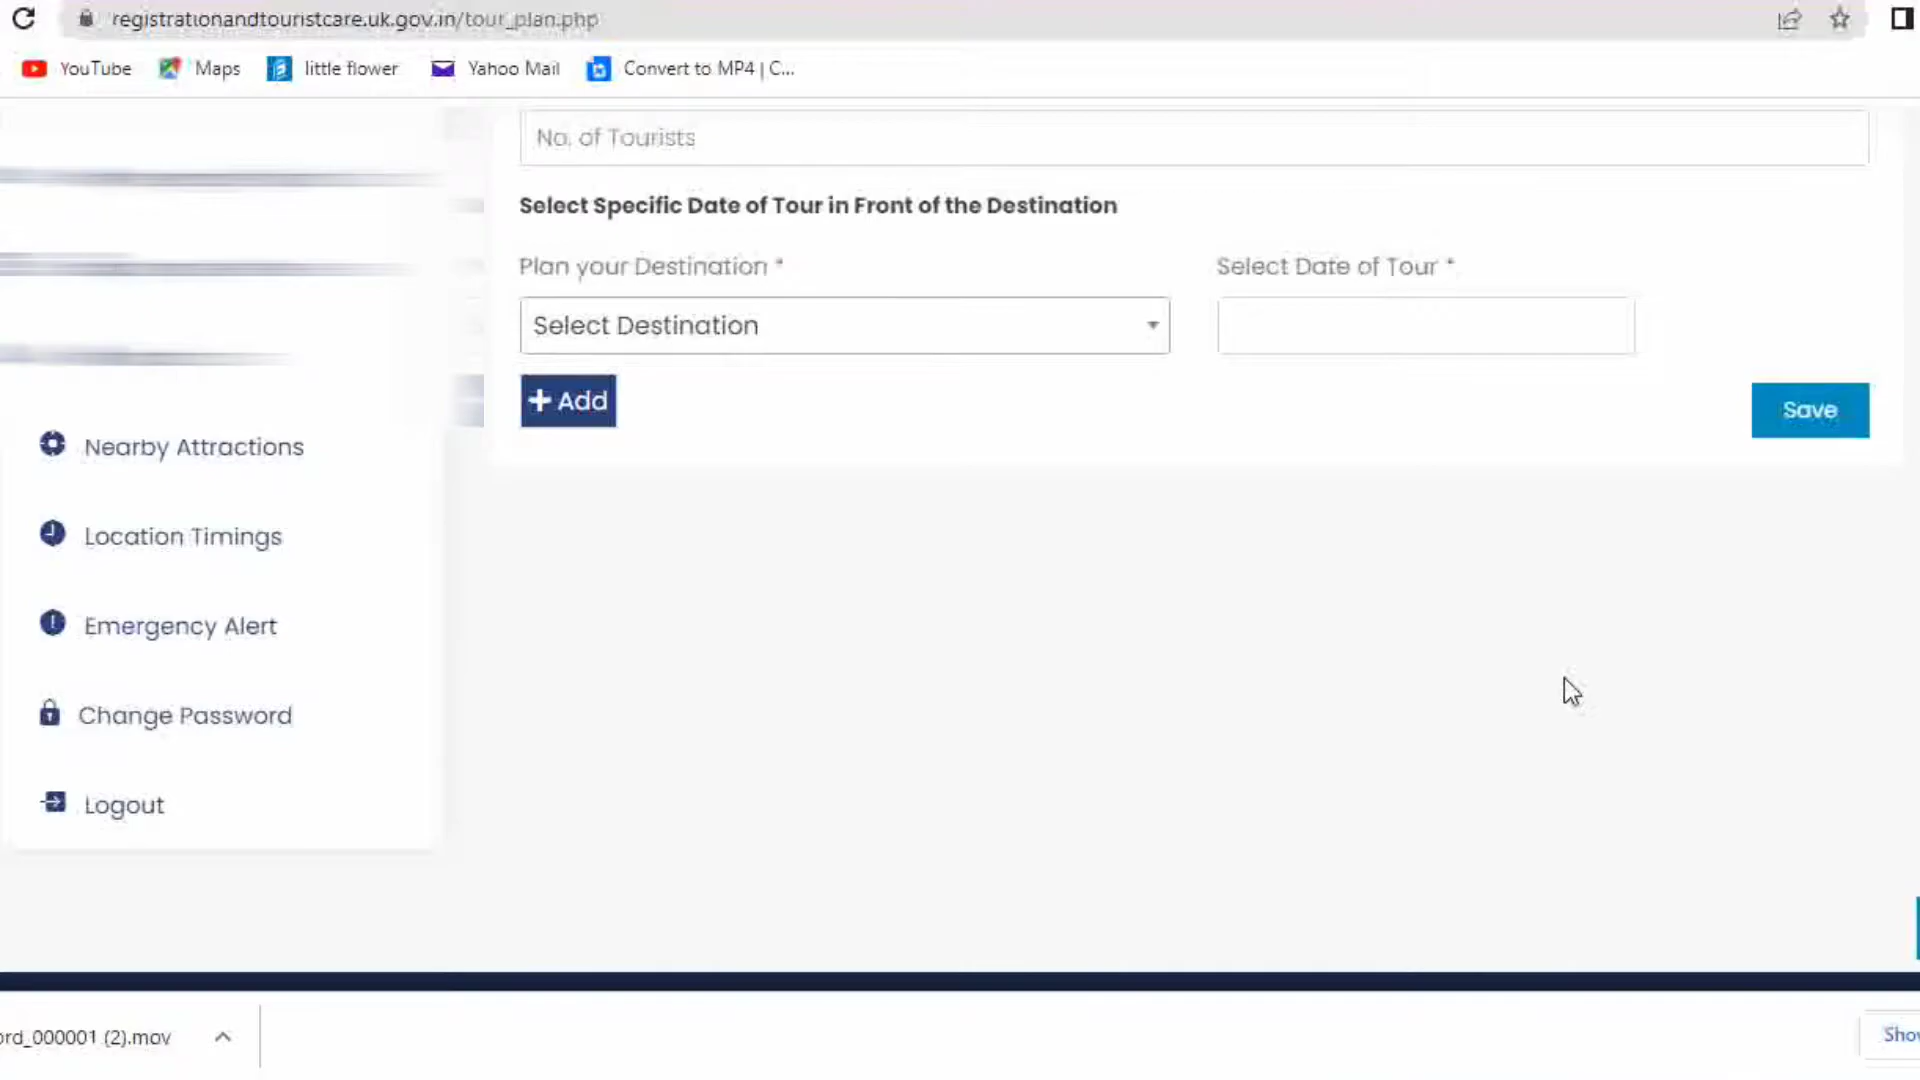 registrationandtouristcare.uk.gov.in/tour_plan.php
YouTube Maps little flower Yahoo Mail Convert to MP4 | C...
No. of Tourists
Select Specific Date of Tour in Front of the Destination
Plan your Destination * Select Date of Tour *
Select Destination
+ Add
Save
Nearby Attractions
Location Timings
Emergency Alert
Change Password
Logout
ord_000001 (2).mov
Show